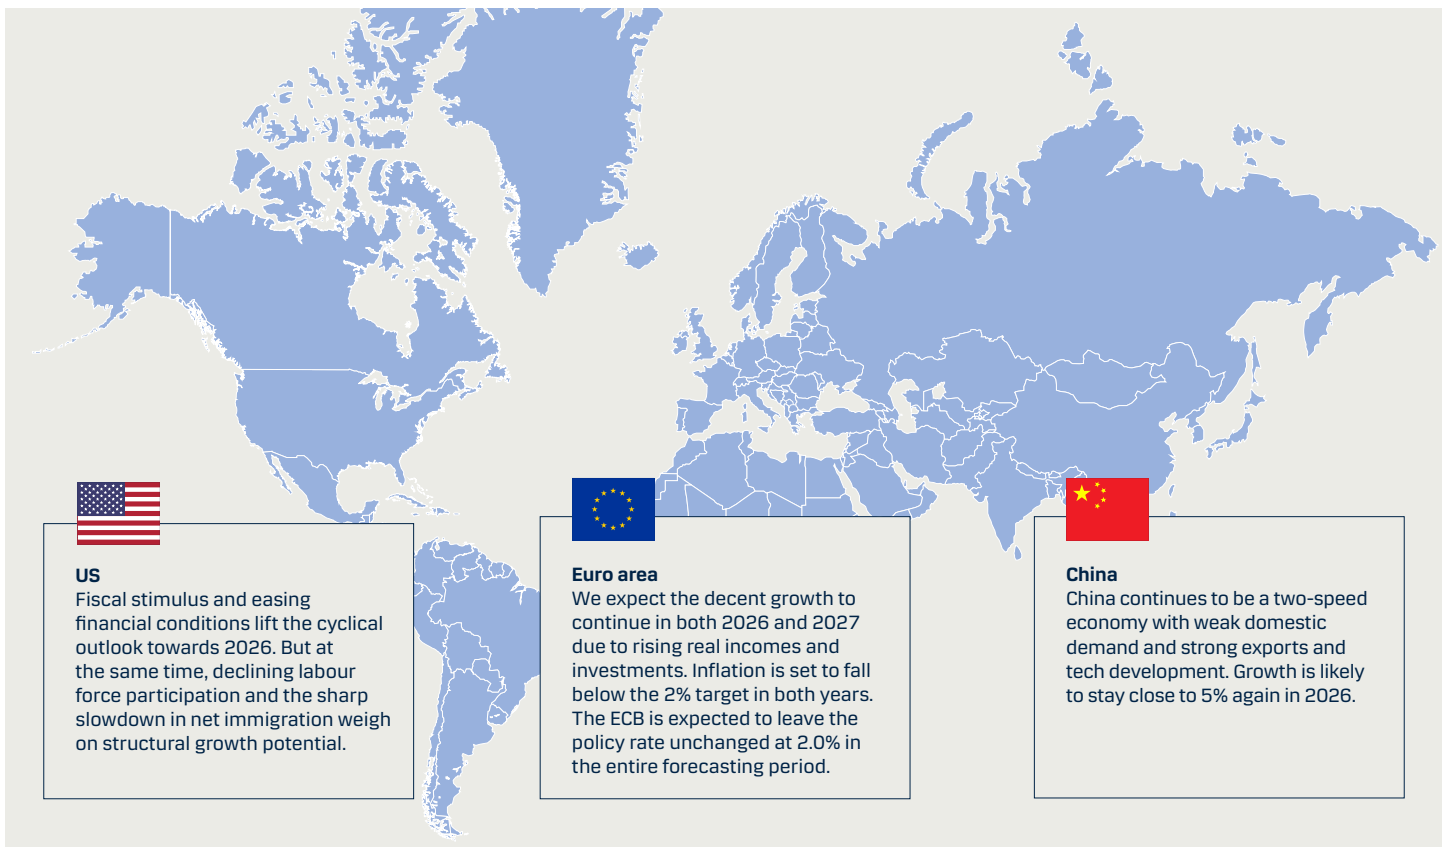 US
Fiscal stimulus and easing
financial conditions lift the cyclical
outlook towards 2026. But at
the same time, declining labour
force participation and the sharp
slowdown in net immigration weigh
on structural growth potential.
Euro area
We expect the decent growth to
continue in both 2026 and 2027
due to rising real incomes and
investments. Inflation is set to fall
below the 2% target in both years.
The ECB is expected to leave the
policy rate unchanged at 2.0% in
the entire forecasting period.
China
China continues to be a two-speed
economy with weak domestic
demand and strong exports and
tech development. Growth is likely
to stay close to 5% again in 2026.